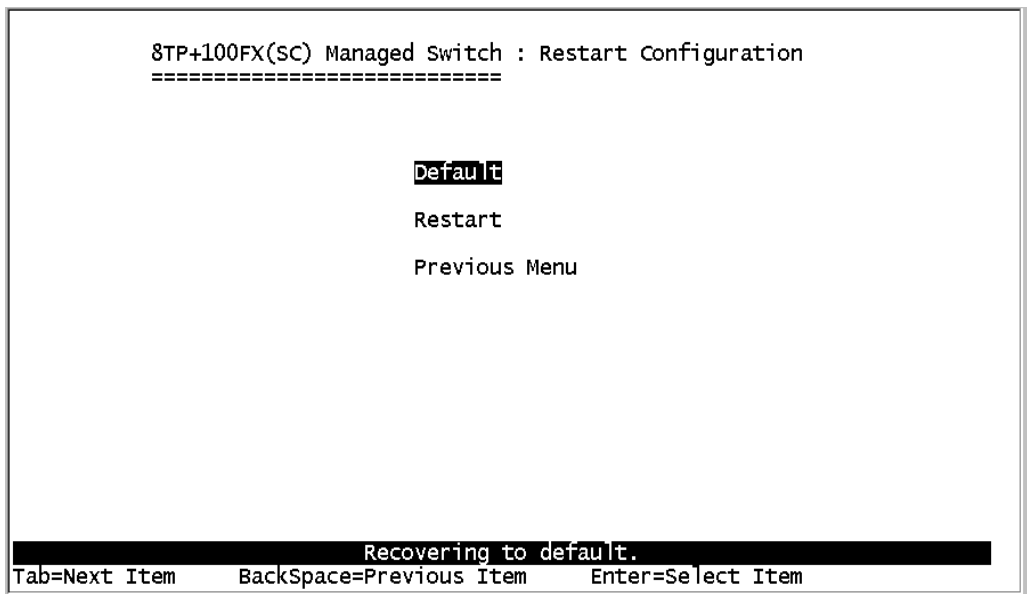 8TP+100FX(SC) Managed Switch : Restart Configuration
============================
Default
Restart
Previous Menu
Recovering to default.
Tab=Next Item BackSpace=Previous Item Enter=Select Item